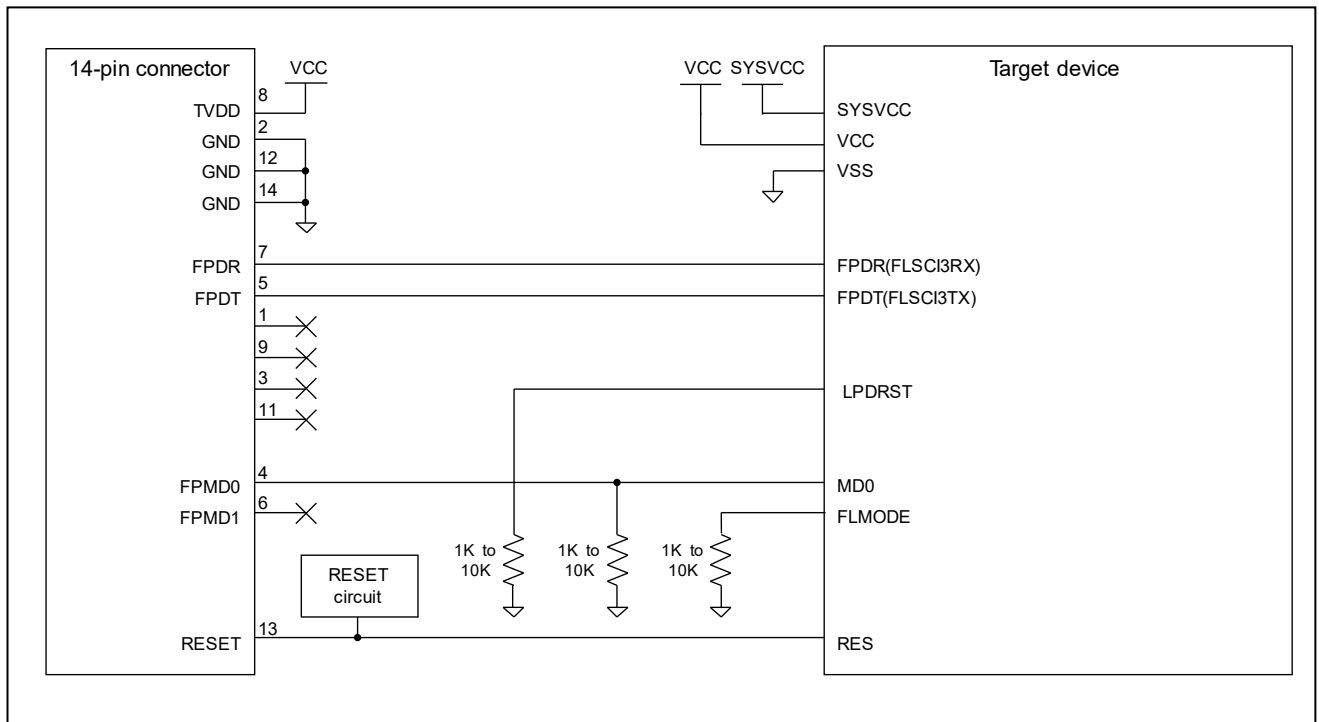 14-pin connector
VCC
8
TVDD
2
GND
12
GND
14
GND
7
FPDR
5
FPDT
1
9
3
11
4
FPMD0
6
FPMD1
RESET
circuit
13
RESET
1K to
10K
1K to
10K
1K to
10K
VCC
SYSVCC
Target device
SYSVCC
VCC
VSS
FPDR(FLSCI3RX)
FPDT(FLSCI3TX)
LPDRST
MD0
FLMODE
RES